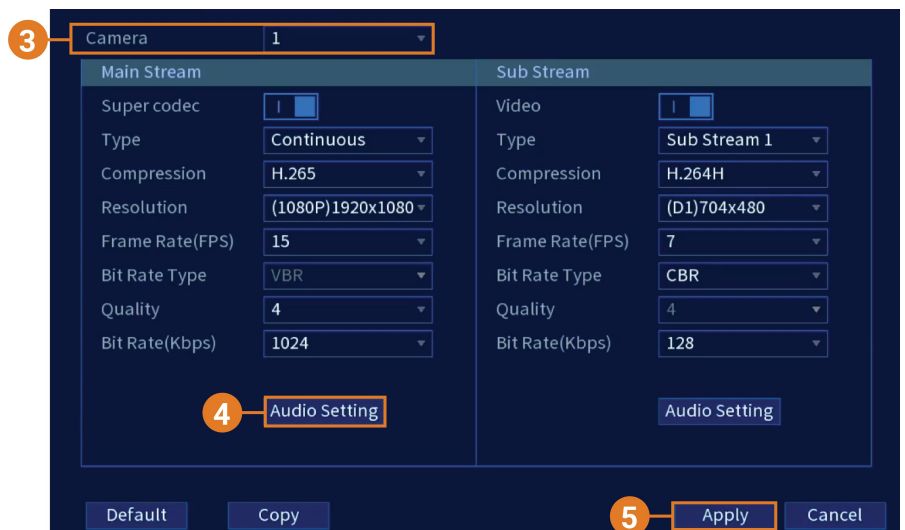 3 Camera 1
Main Stream Sub Stream
Super codec I Video I
Type Continuous Type Sub Stream 1
Compression H.265 Compression H.264H
Resolution (1080P)1920x1080 Resolution (D1)704x480
Frame Rate(FPS) 15 Frame Rate(FPS) 7
Bit Rate Type VBR Bit Rate Type CBR
Quality 4 Quality 4
Bit Rate(Kbps) 1024 Bit Rate(Kbps) 128
4 Audio Setting Audio Setting
Default Copy 5 Apply Cancel